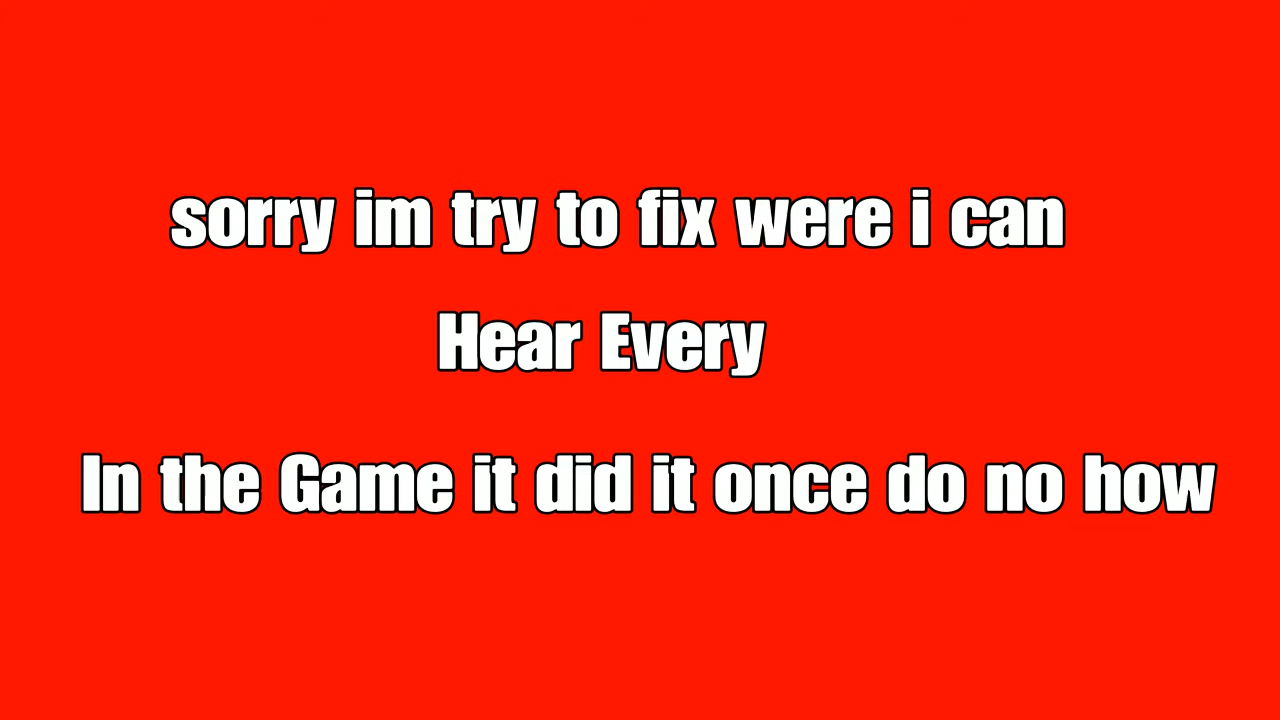 sorry im try to fix were i can
Hear Every
In the Game it did it once do no how